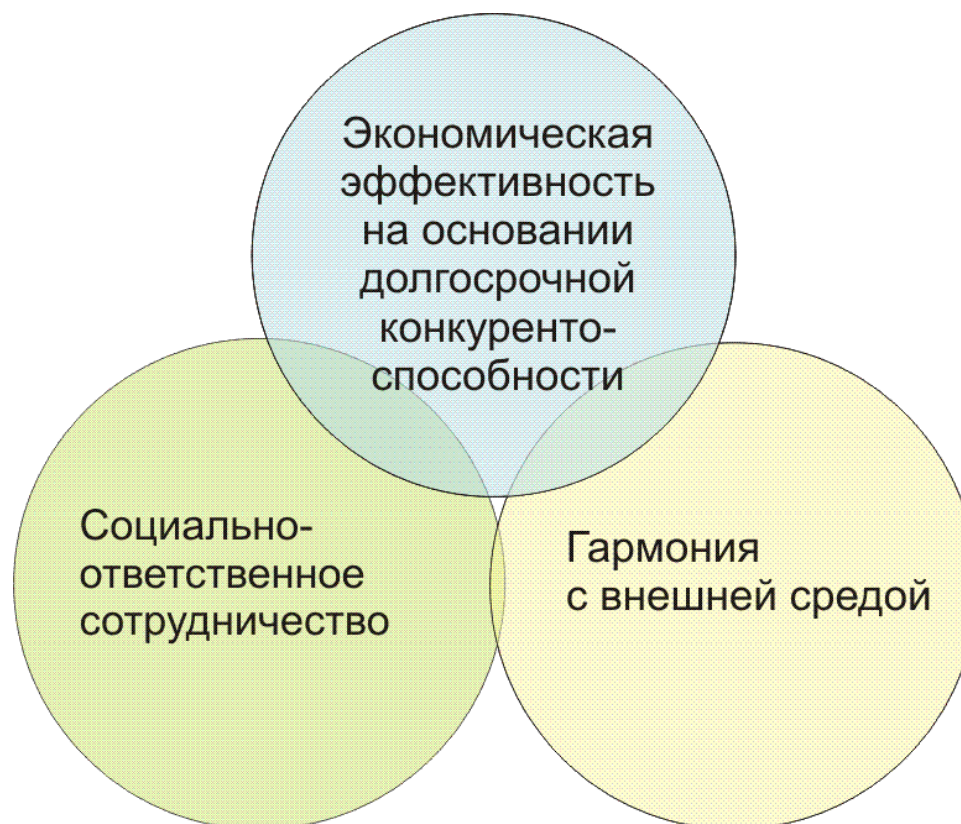 Экономическая
эффективность
на основании
долгосрочной
конкуренто-
способности
Социально-
ответственное
сотрудничество
Гармония
с внешней средой